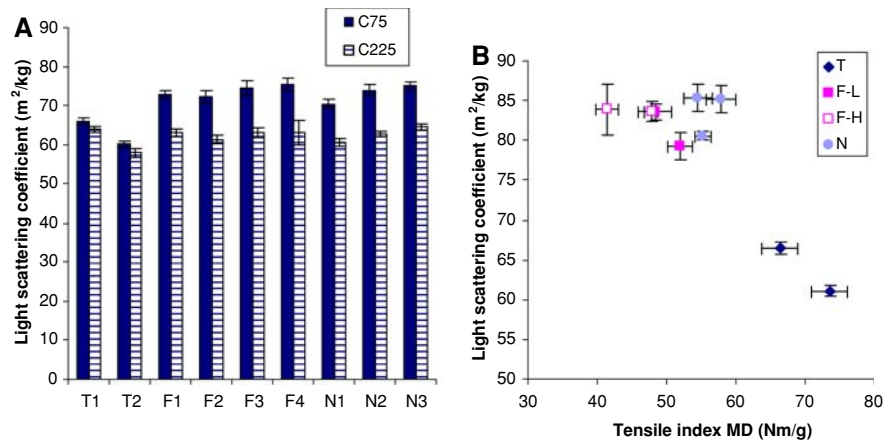 A
C75
C225
Light scattering coefficient (m²/kg)
90
80
70
60
50
40
30
20
10
0
T1 T2 F1 F2 F3 F4 N1 N2 N3
B
T
F-L
F-H
N
Light scattering coefficient (m²/kg)
90
85
80
75
70
65
60
55
50
30 40 50 60 70 80
Tensile index MD (Nm/g)